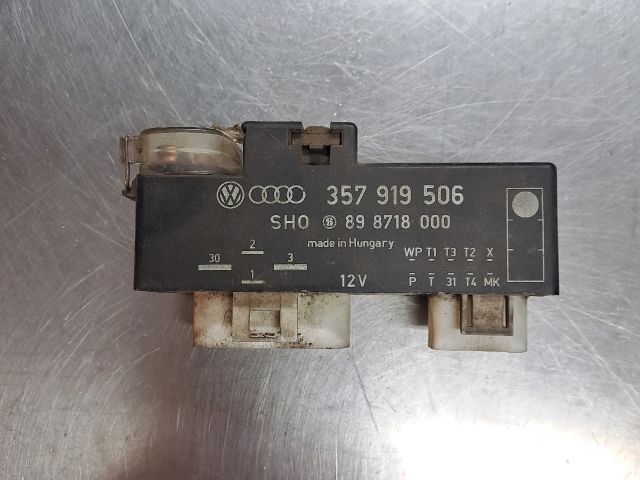 357 919 506
SHO 89 8718 000
made in Hungary
2
30 3
1
12V
WP T1 T3 T2 X
P T 31 T4 MK